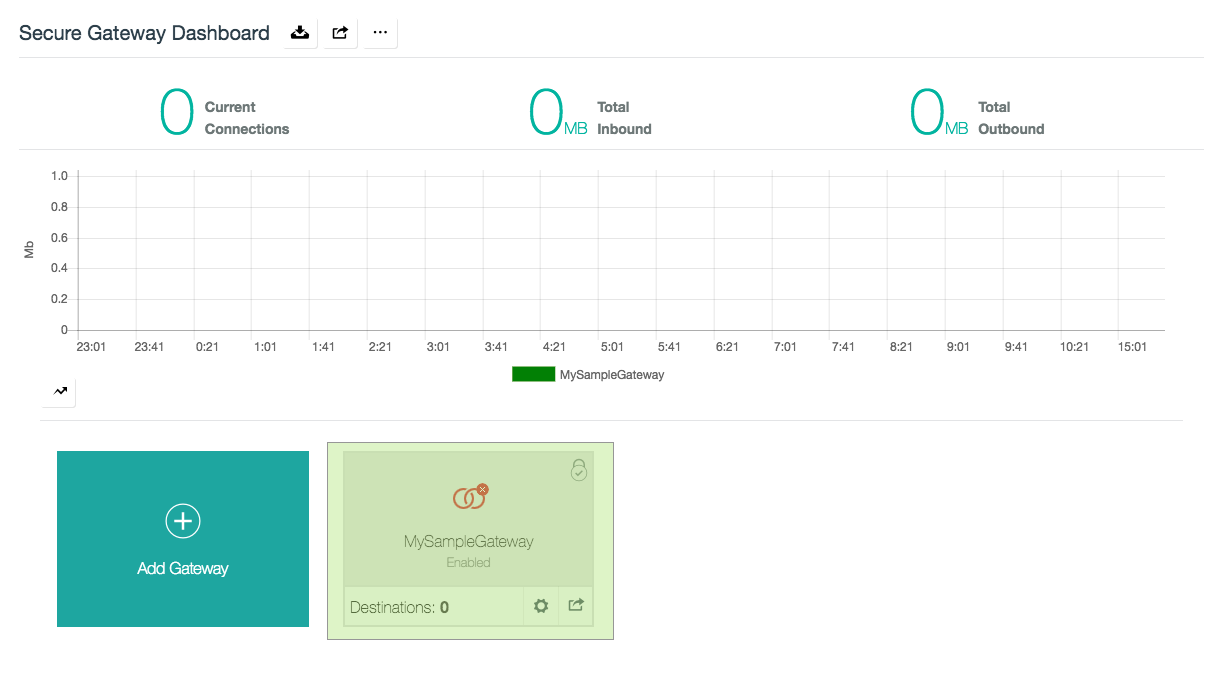 Secure Gateway Dashboard
0 Current Connections
0 MB Total Inbound
0 MB Total Outbound
1.0
0.8
0.6
0.4
0.2
0
Mb
23:01 23:41 0:21 1:01 1:41 2:21 3:01 3:41 4:21 5:01 5:41 6:21 7:01 7:41 8:21 9:01 9:41 10:21 15:01
MySampleGateway
Add Gateway
MySampleGateway
Enabled
Destinations: 0